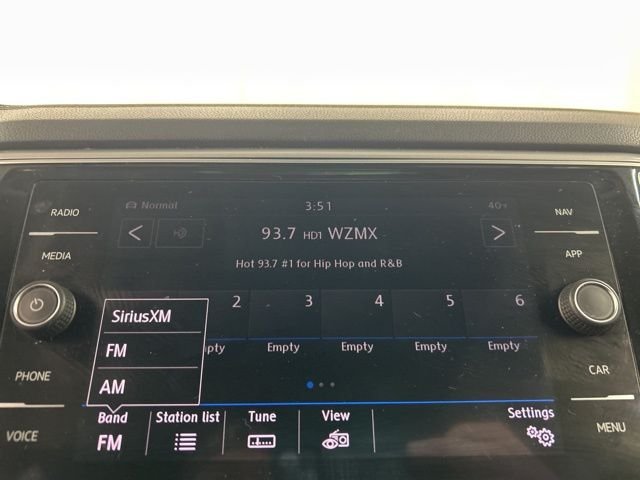 RADIO
MEDIA
PHONE
VOICE
Normal
3:51
40°F
93.7 HD1 WZMX
Hot 93.7 #1 for Hip Hop and R&B
2 3 4 5 6
Empty Empty Empty Empty
SiriusXM
FM
AM
Band
FM
Station list
Tune
View
Settings
NAV
APP
CAR
MENU